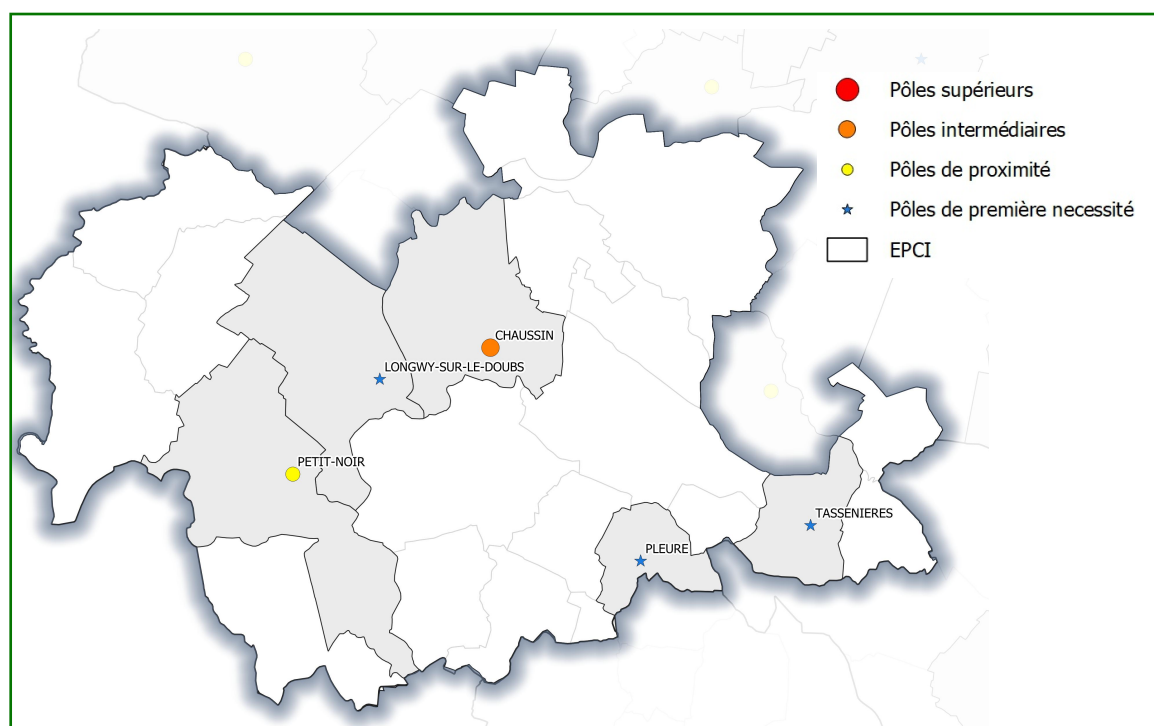 Pôles supérieurs
Pôles intermédiaires
Pôles de proximité
Pôles de première necessité
EPCI
CHAUSSIN
LONGWY-SUR-LE-DOUBS
PETIT-NOIR
TASSENIERES
PLEURE